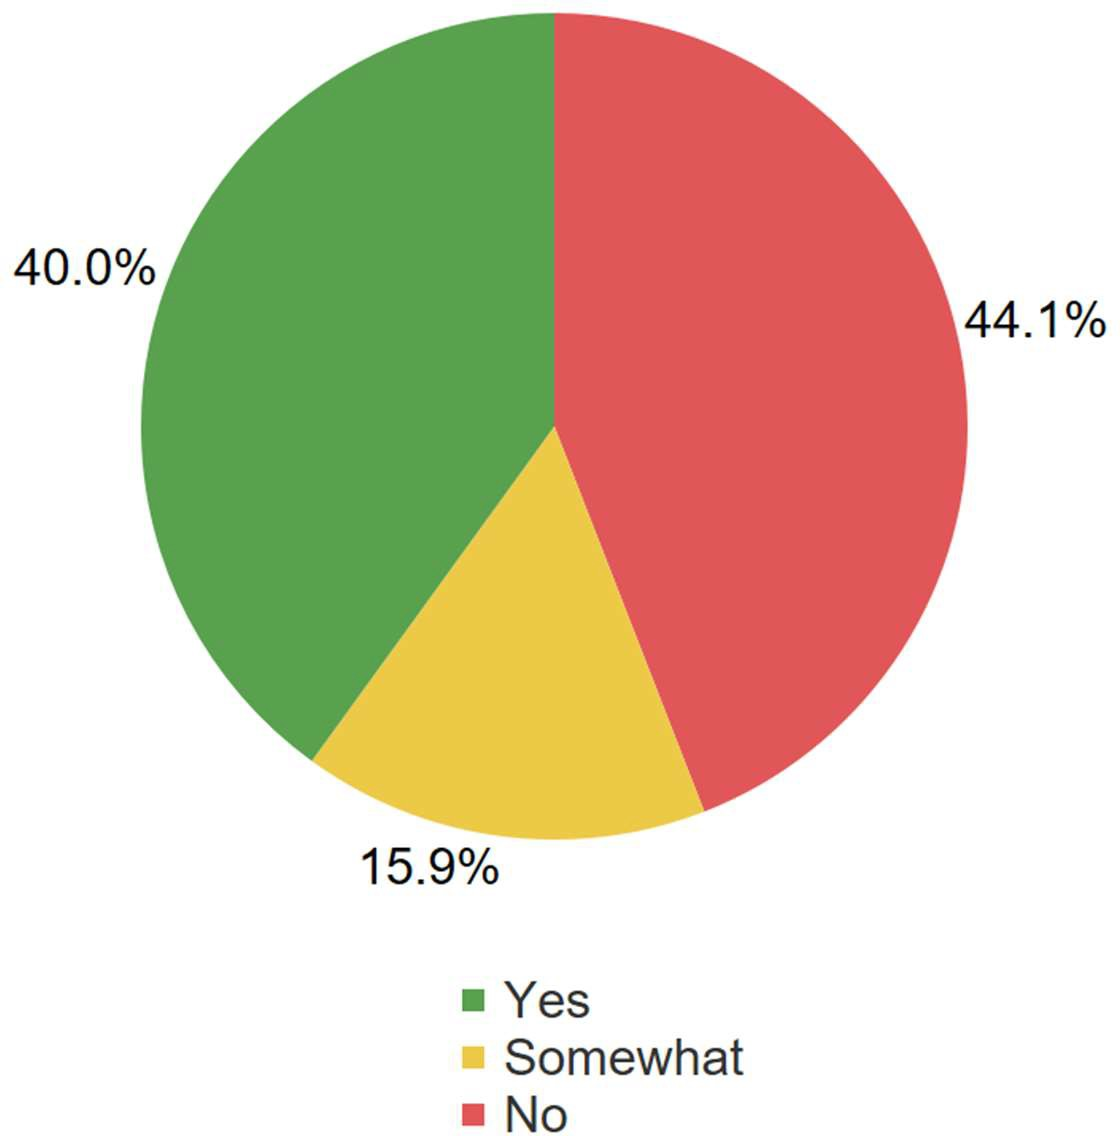 40.0%
44.1%
15.9%
Yes
Somewhat
No